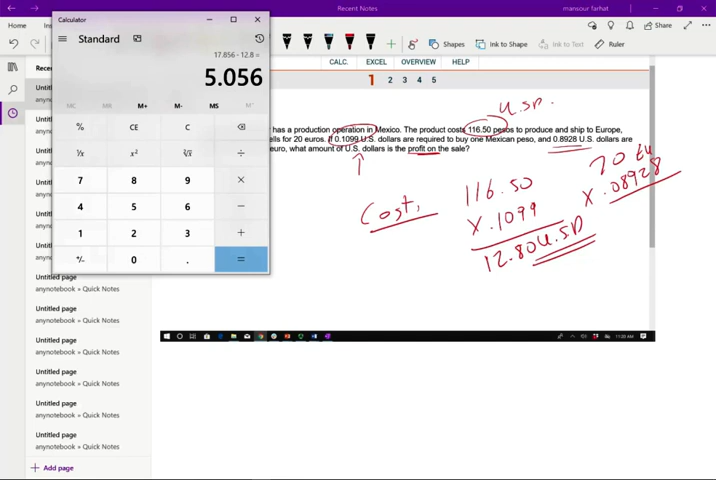 Recent Notes
mansour farhat
Home
Share
Calculator
Standard
17.856 - 12.8 =
5.056
MC MR M+ M- MS M˅
% CE C
¹/x x² ²√x ÷
7 8 9 ×
4 5 6 −
1 2 3 +
+/- 0 . =
Shapes
Ink to Shape
Ink to Text
Ruler
CALC. EXCEL OVERVIEW HELP
1 2 3 4 5
U.SD.
has a production operation in Mexico. The product costs 116.50 pesos to produce and ship to Europe,
ells for 20 euros. If 0.1099 U.S. dollars are required to buy one Mexican peso, and 0.8928 U.S. dollars are
euro, what amount of U.S. dollars is the profit on the sale?
Cost,
116.50
X .1099
12.80 U.SD
20 Eu
X .08928
Untitled page
anynotebook » Quick Notes
Untitled page
anynotebook » Quick Notes
Untitled page
anynotebook » Quick Notes
Untitled page
anynotebook » Quick Notes
Untitled page
anynotebook » Quick Notes
Untitled page
anynotebook » Quick Notes
Add page